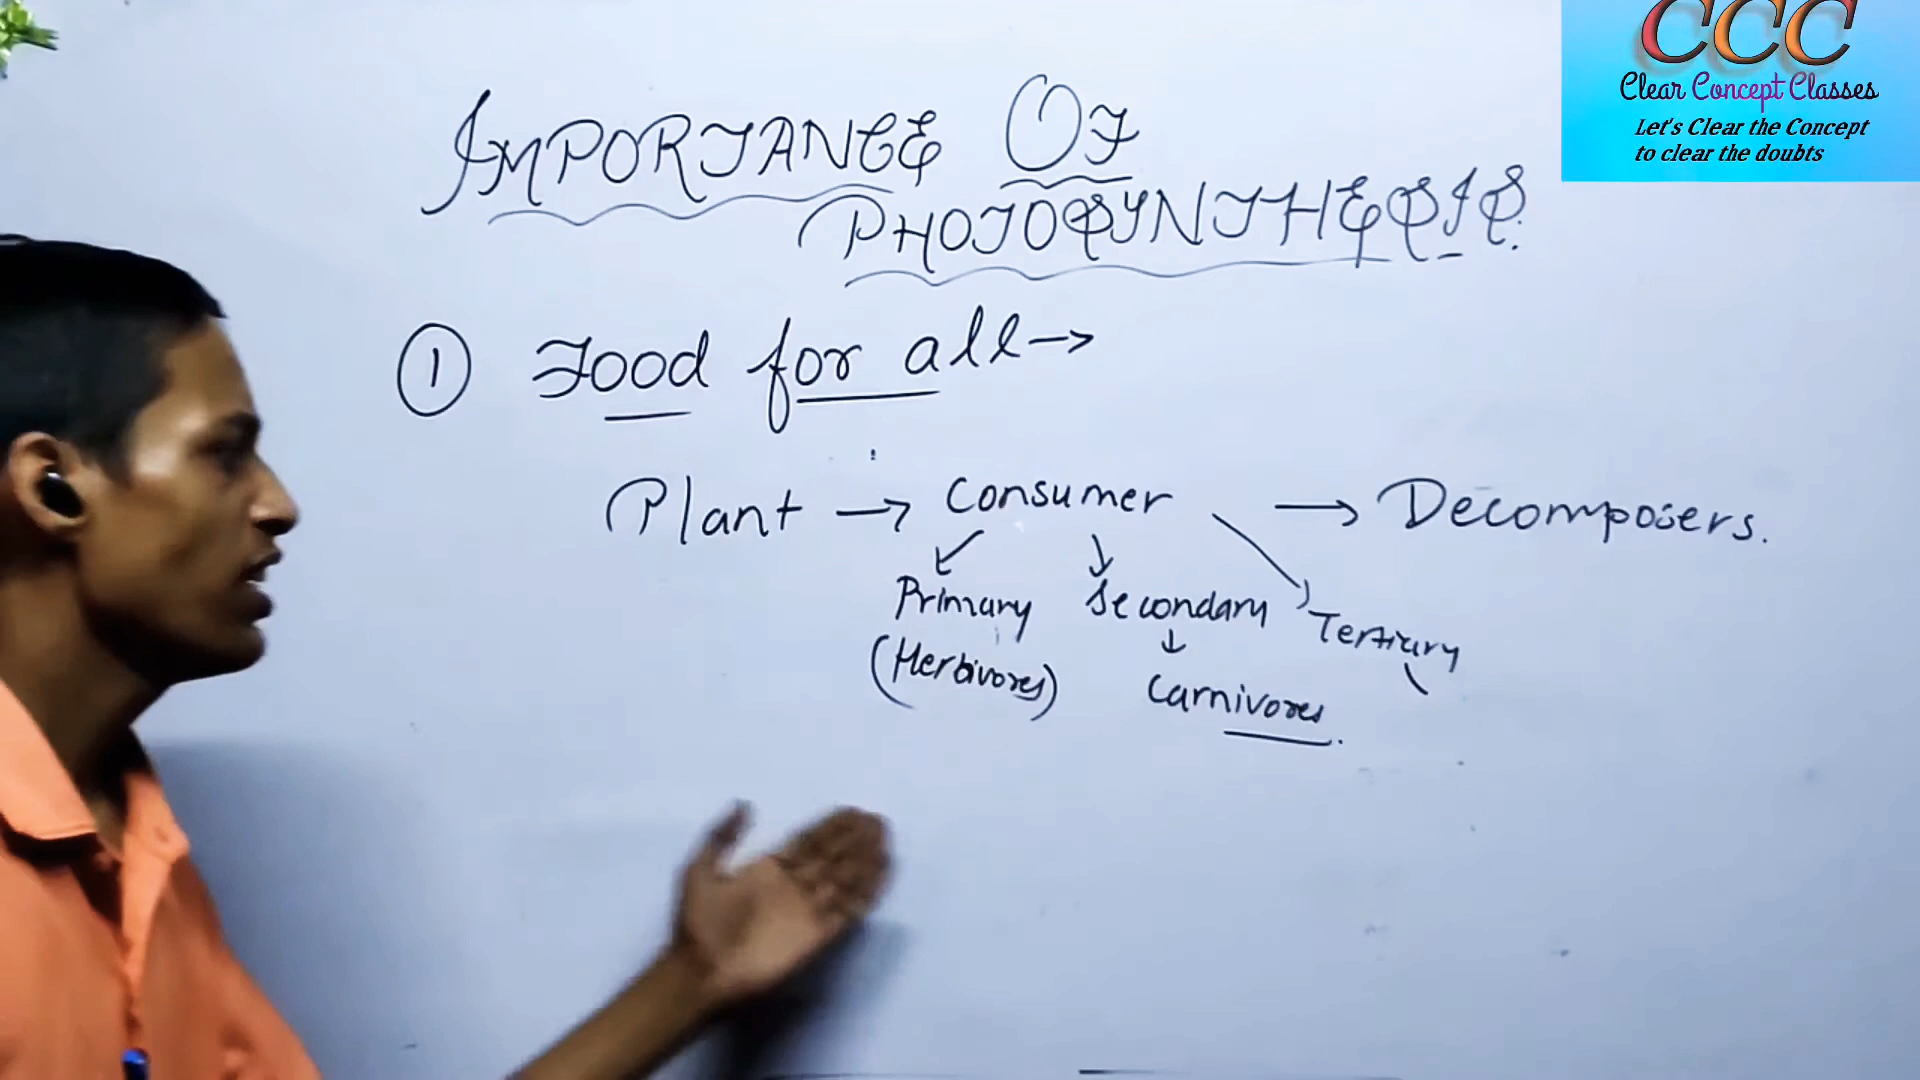 CCC
Clear Concept Classes
Let's Clear the Concept
to clear the doubts
IMPORTANCE OF
PHOTOSYNTHESIS.
① Food for all →
Plant → Consumer → Decomposers.
Primary Secondary Tertiary
(Herbivores) Carnivores.